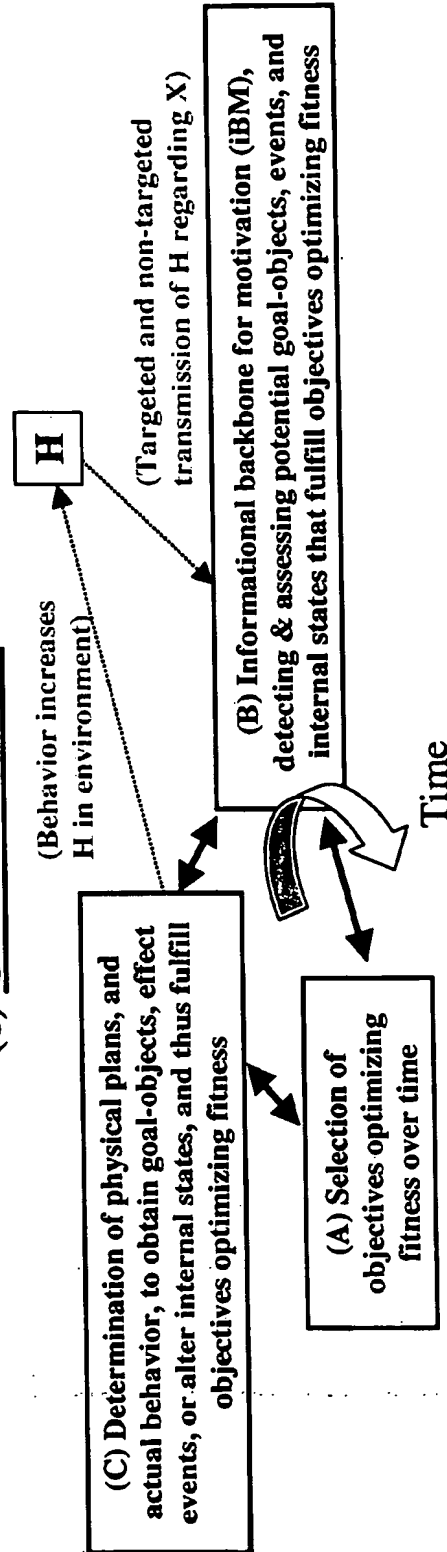 (Behavior increases
H in environment)
H
(Targeted and non-targeted
transmission of H regarding X)
(C) Determination of physical plans, and
actual behavior, to obtain goal-objects, effect
events, or alter internal states, and thus fulfill
objectives optimizing fitness
(B) Informational backbone for motivation (iBM),
detecting & assessing potential goal-objects, events, and
internal states that fulfill objectives optimizing fitness
(A) Selection of
objectives optimizing
fitness over time
Time